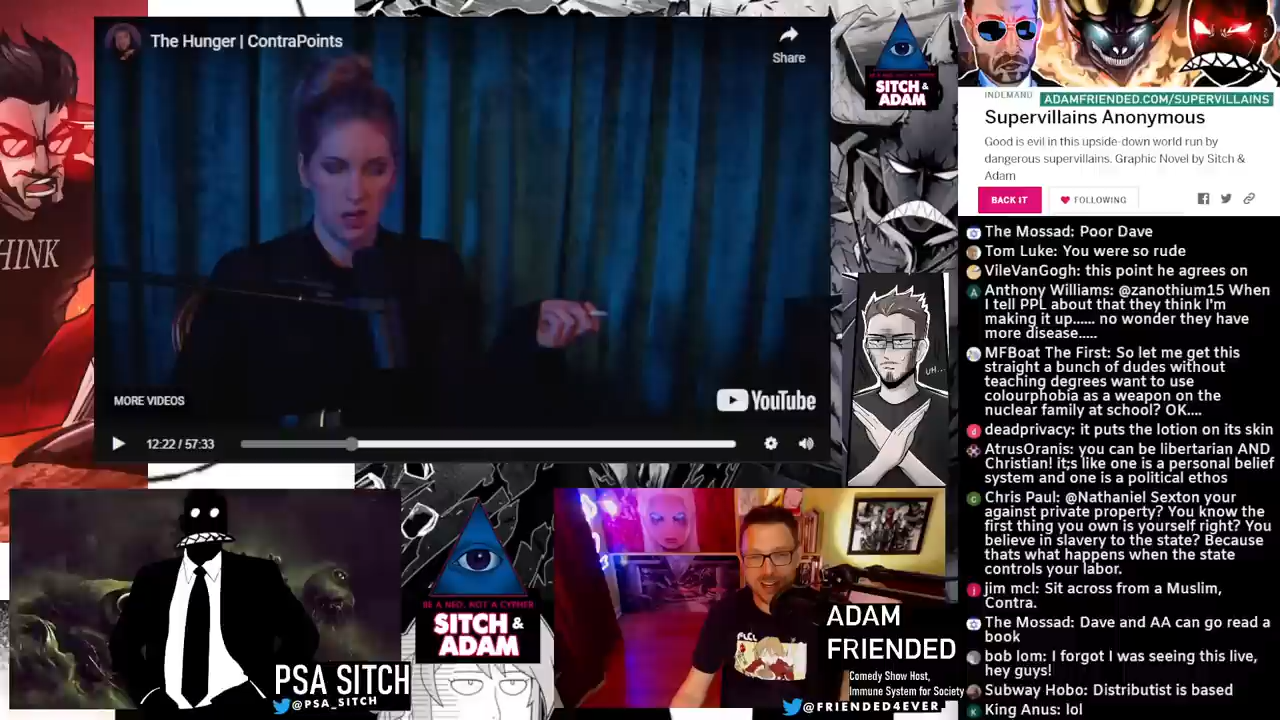 The Hunger | ContraPoints
Share
MORE VIDEOS
YouTube
12:22 / 57:33
HINK
BE A NEO, NOT A CYPHER
SITCH &
ADAM
UH...
INDEMAND
ADAMFRIENDED.COM/SUPERVILLAINS
Supervillains Anonymous
Good is evil in this upside-down world run by
dangerous supervillains. Graphic Novel by Sitch &
Adam
BACK IT
FOLLOWING
The Mossad: Poor Dave
Tom Luke: You were so rude
VileVanGogh: this point he agrees on
Anthony Williams: @zanothium15 When
I tell PPL about that they think I'm
making it up...... no wonder they have
more disease.....
MFBoat The First: So let me get this
straight a bunch of dudes without
teaching degrees want to use
colourphobia as a weapon on the
nuclear family at school? OK....
deadprivacy: it puts the lotion on its skin
AtrusOranis: you can be libertarian AND
Christian! it;s like one is a personal belief
system and one is a political ethos
Chris Paul: @Nathaniel Sexton your
against private property? You know the
first thing you own is yourself right? You
believe in slavery to the state? Because
thats what happens when the state
controls your labor.
jim mcl: Sit across from a Muslim,
Contra.
The Mossad: Dave and AA can go read a
book
bob lom: I forgot I was seeing this live,
hey guys!
Subway Hobo: Distributist is based
King Anus: lol
PSA SITCH
@PSA_SITCH
BE A NEO, NOT A CYPHER
SITCH &
ADAM
ADAM
FRIENDED
Comedy Show Host,
Immune System for Society
@FRIENDED4EVER